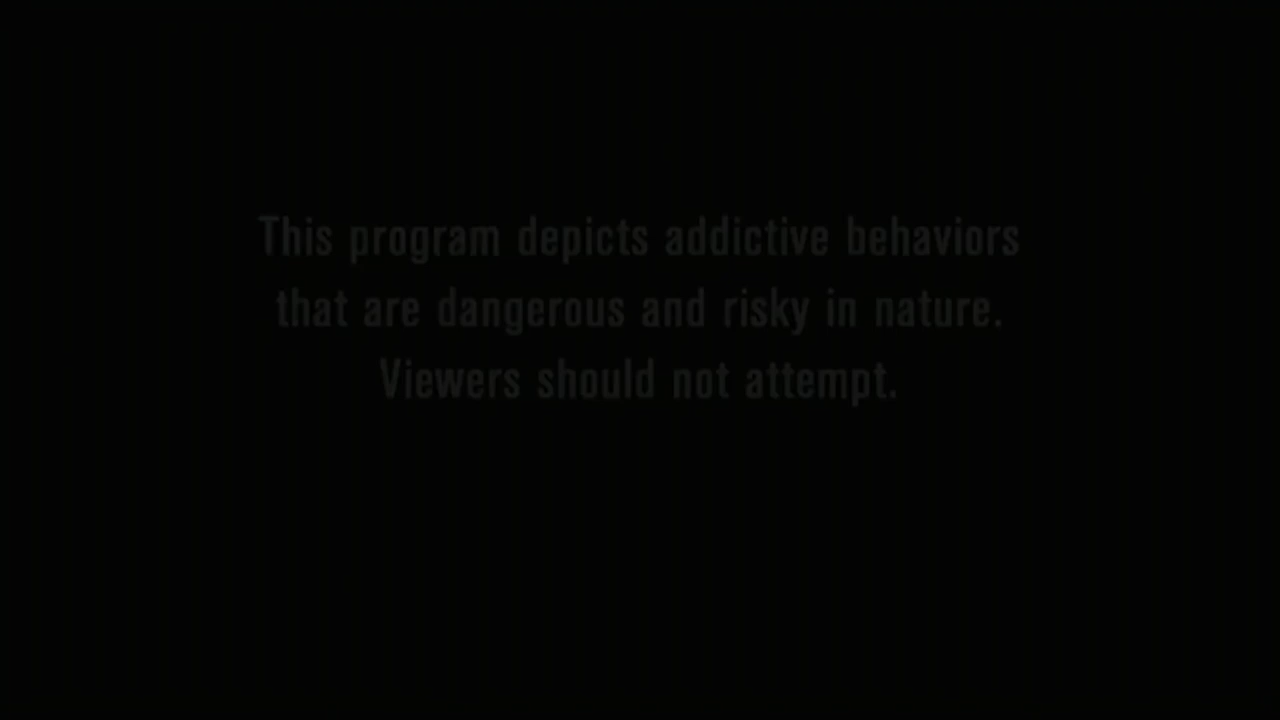 This program depicts addictive behaviors
that are dangerous and risky in nature.
Viewers should not attempt.